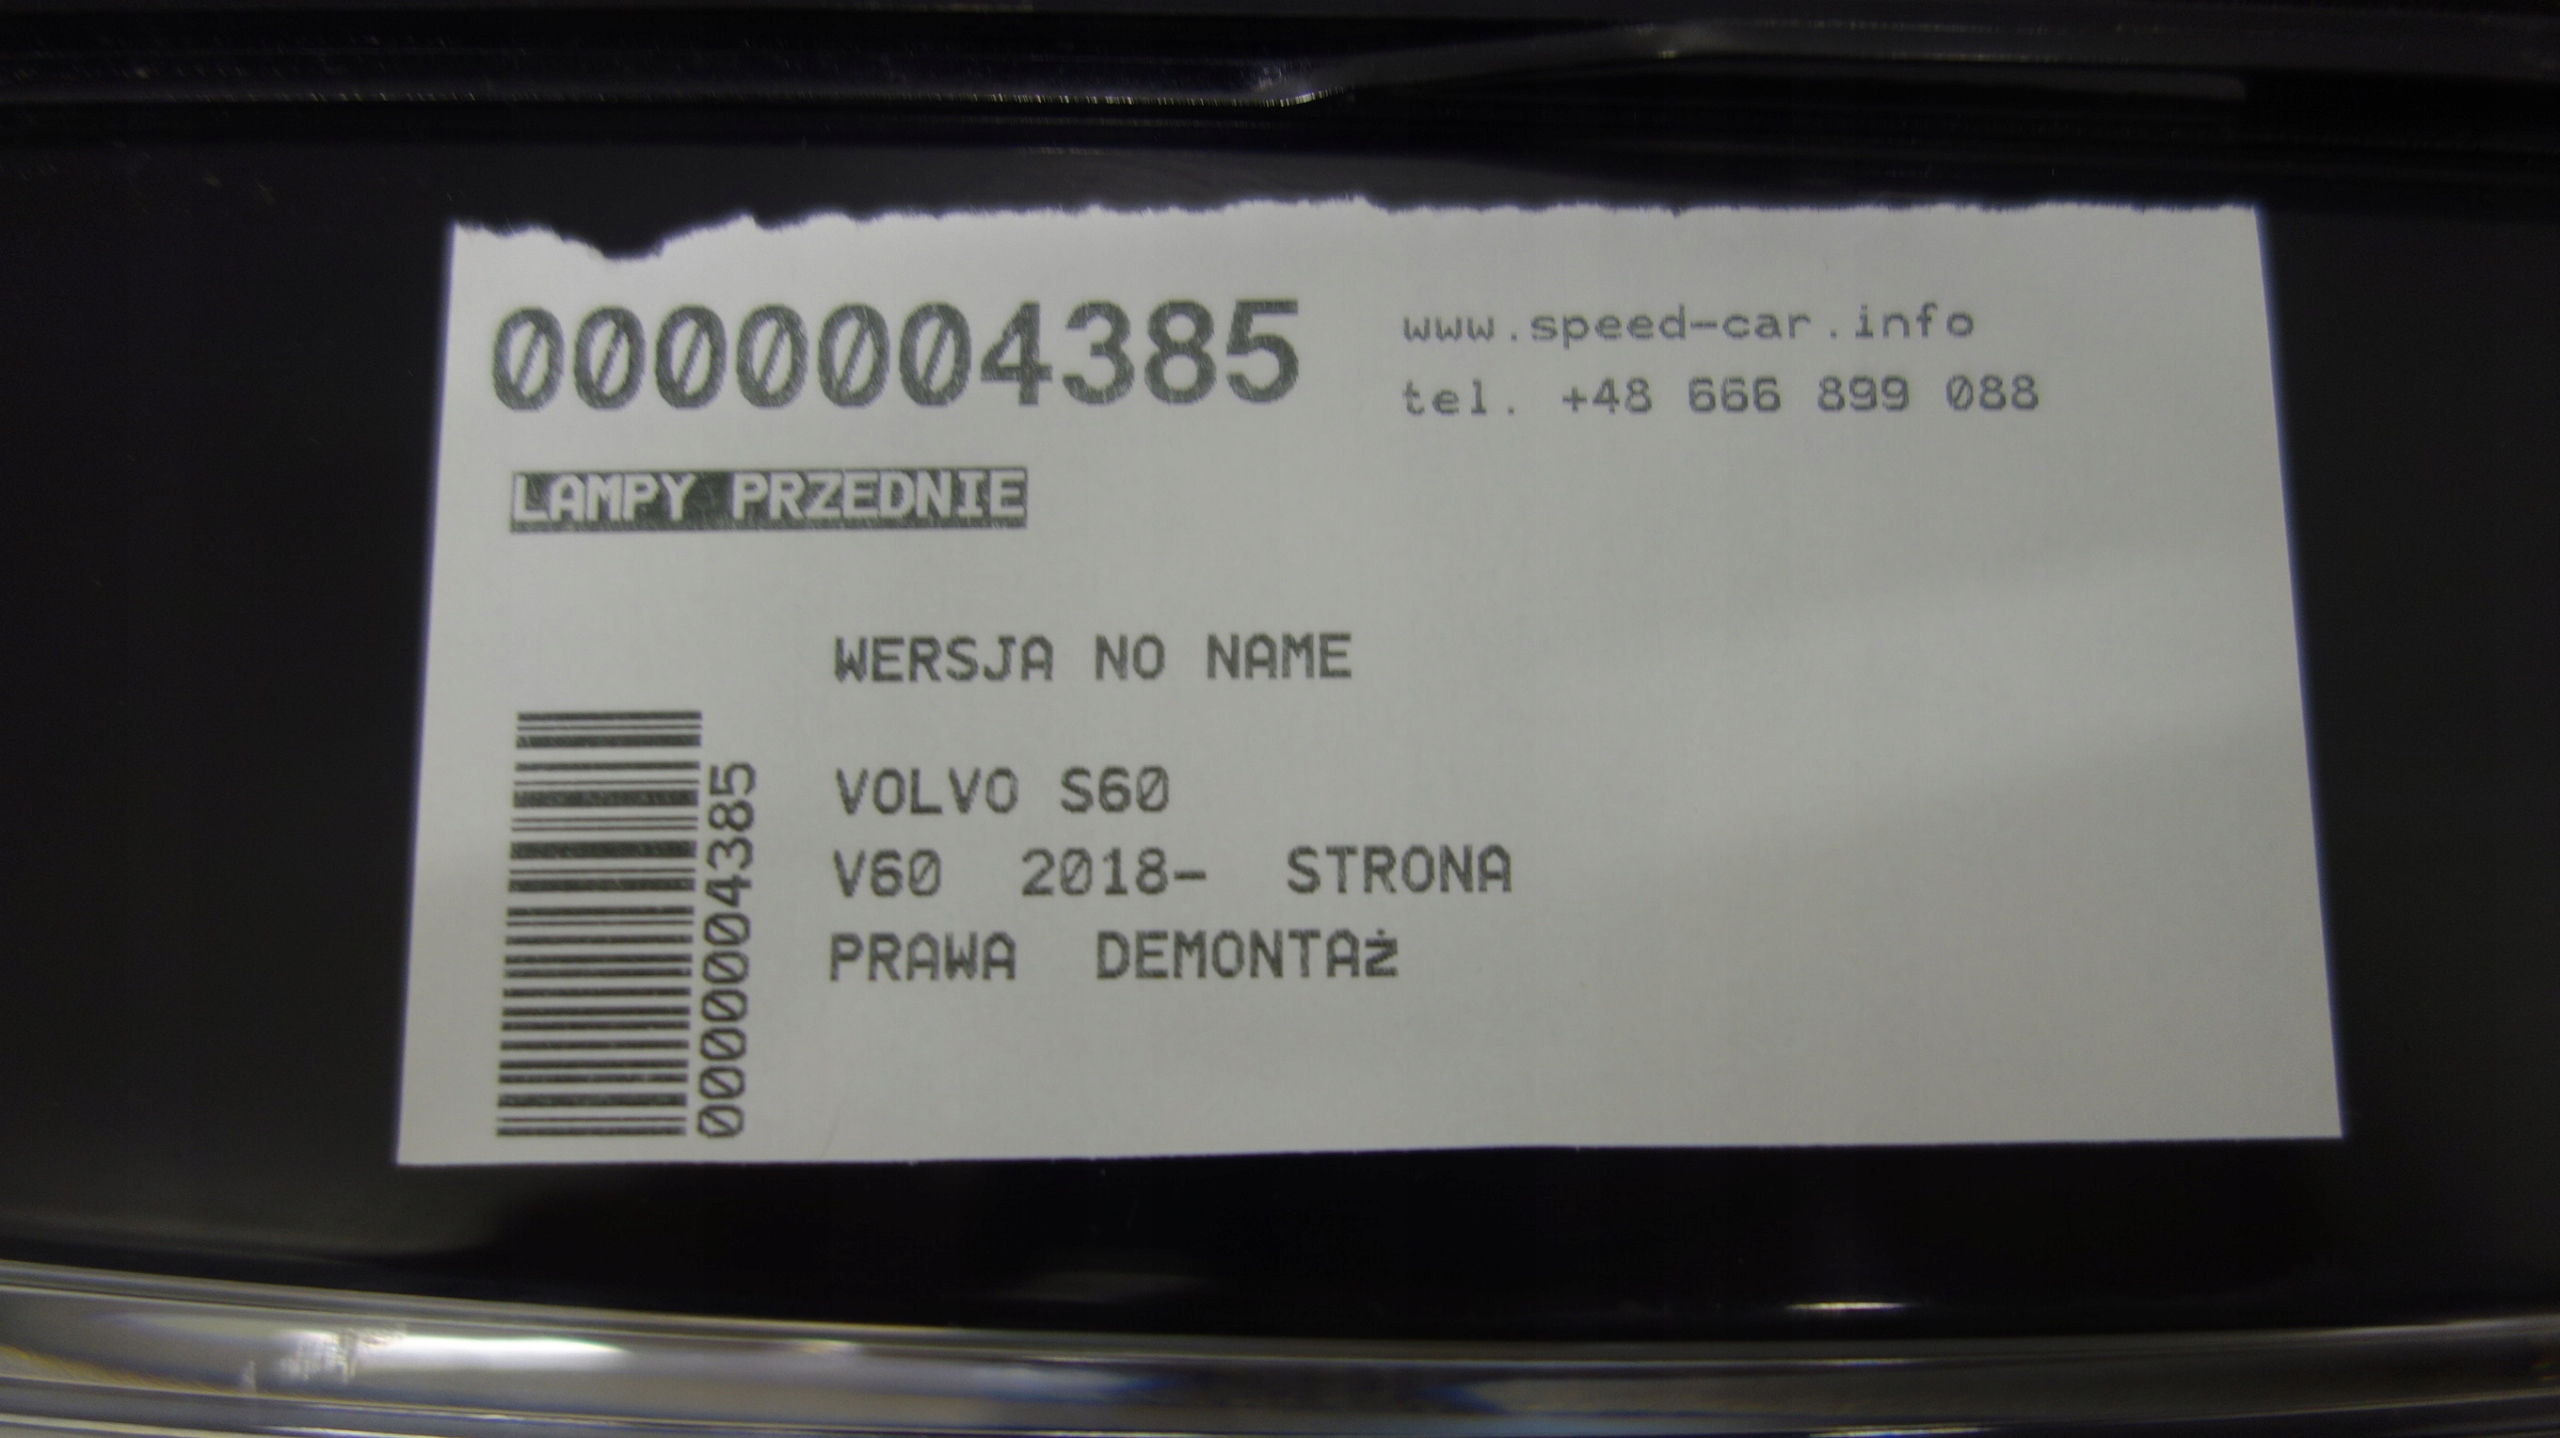 0000004385
www.speed-car.info
tel. +48 666 899 088
LAMPY PRZEDNIE
WERSJA NO NAME
VOLVO S60
V60 2018- STRONA
PRAWA DEMONTAż
0000004385